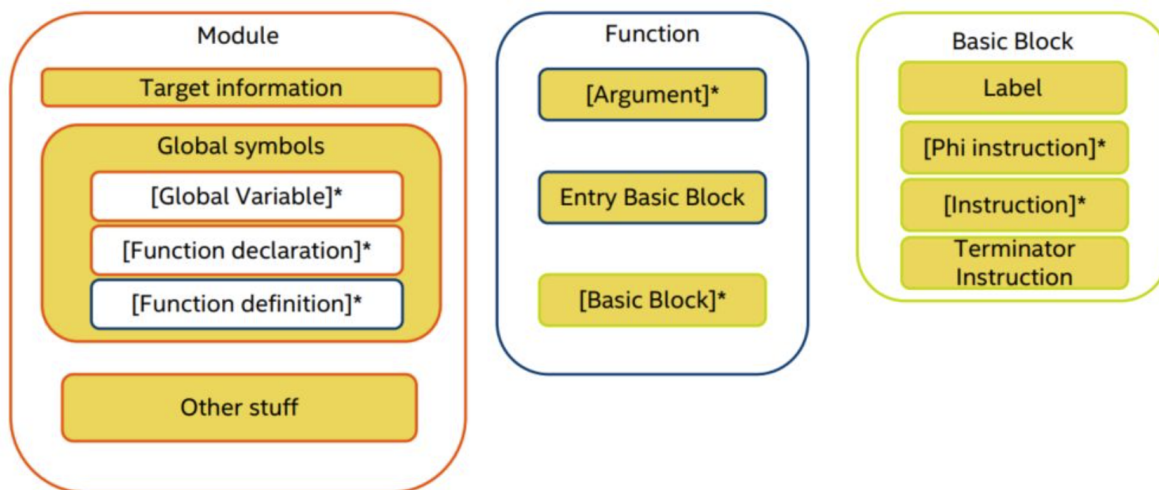 Module
Target information
Global symbols
[Global Variable]*
[Function declaration]*
[Function definition]*
Other stuff
Function
[Argument]*
Entry Basic Block
[Basic Block]*
Basic Block
Label
[Phi instruction]*
[Instruction]*
Terminator
Instruction